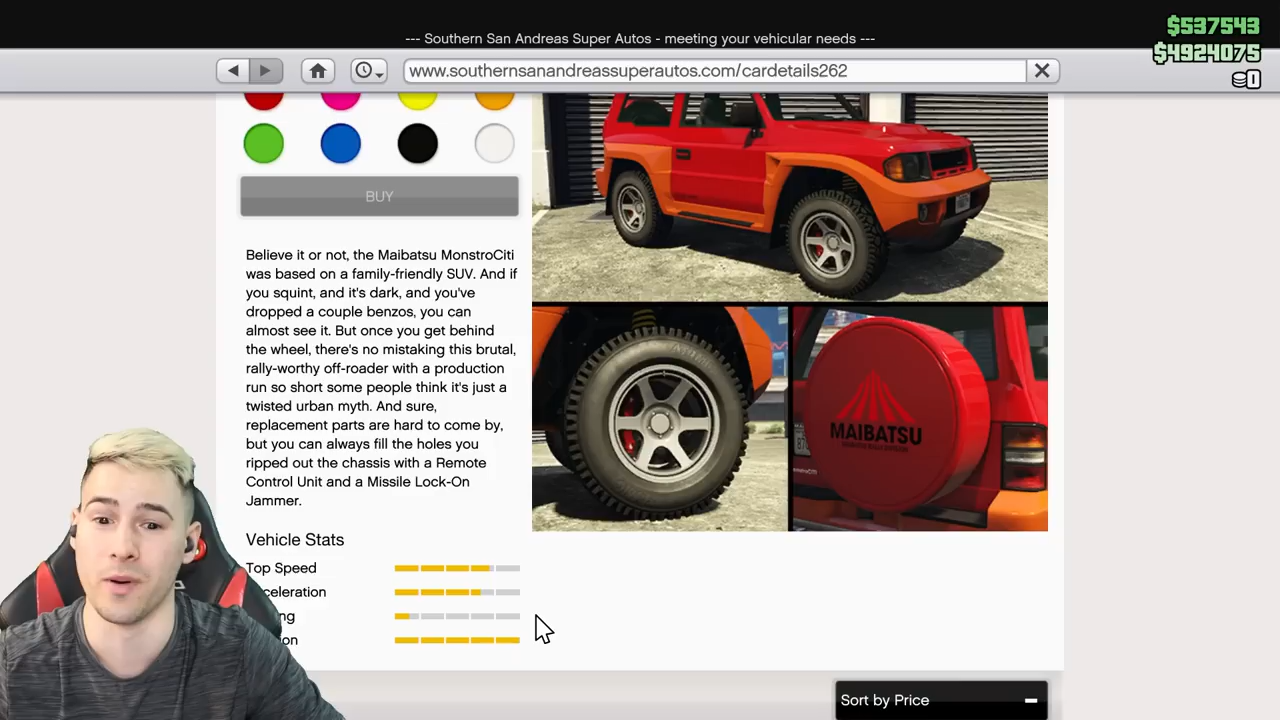 $537543
--- Southern San Andreas Super Autos - meeting your vehicular needs ---
$4924075
www.southernsanandreassuperautos.com/cardetails262
0
BUY
Believe it or not, the Maibatsu MonstroCiti
was based on a family-friendly SUV. And if
you squint, and it's dark, and you've
dropped a couple benzos, you can
almost see it. But once you get behind
the wheel, there's no mistaking this brutal,
rally-worthy off-roader with a production
run so short some people think it's just a
twisted urban myth. And sure,
replacement parts are hard to come by,
but you can always fill the holes you
ripped out the chassis with a Remote
Control Unit and a Missile Lock-On
Jammer.
MAIBATSU
Vehicle Stats
Top Speed
celeration
ng
on
Sort by Price